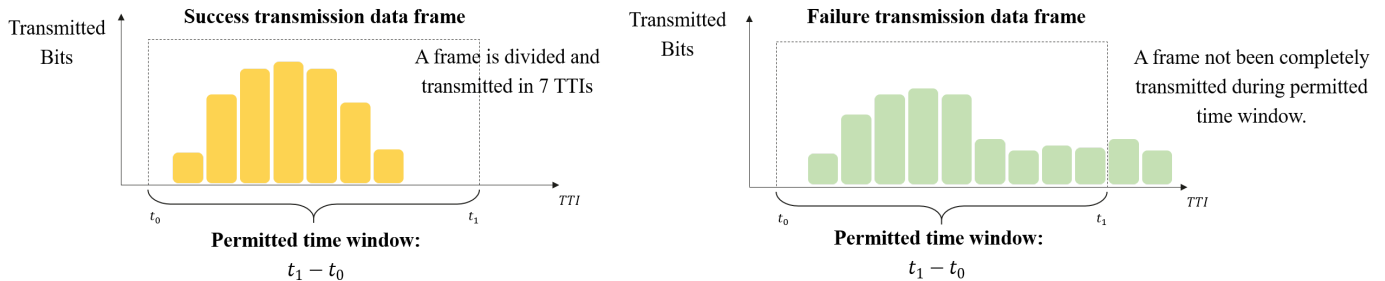 Success transmission data frame
Transmitted
Bits
A frame is divided and
transmitted in 7 TTIs
TTI
t₀
t₁
Permitted time window:
t₁ − t₀
Failure transmission data frame
Transmitted
Bits
A frame not been completely
transmitted during permitted
time window.
TTI
t₀
t₁
Permitted time window:
t₁ − t₀